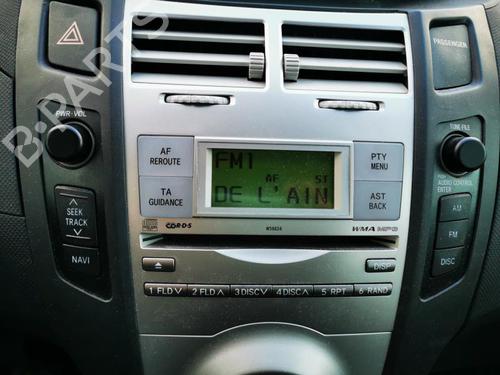 PASSENGER
PWR·VOL
TUNE·FILE
AF
REROUTE
FM1
AF ST
DE L'AIN
PTY
MENU
TA
GUIDANCE
AST
BACK
PUSH
AUDIO CONTROL
ENTER
SEEK
TRACK
NAVI
AM
FM
DISC
R·D·S
WMA MP3
DISP
1 FLD ∨
2 FLD ∧
3 DISC ∨
4 DISC ∧
5 RPT
6 RAND
B-PARTS